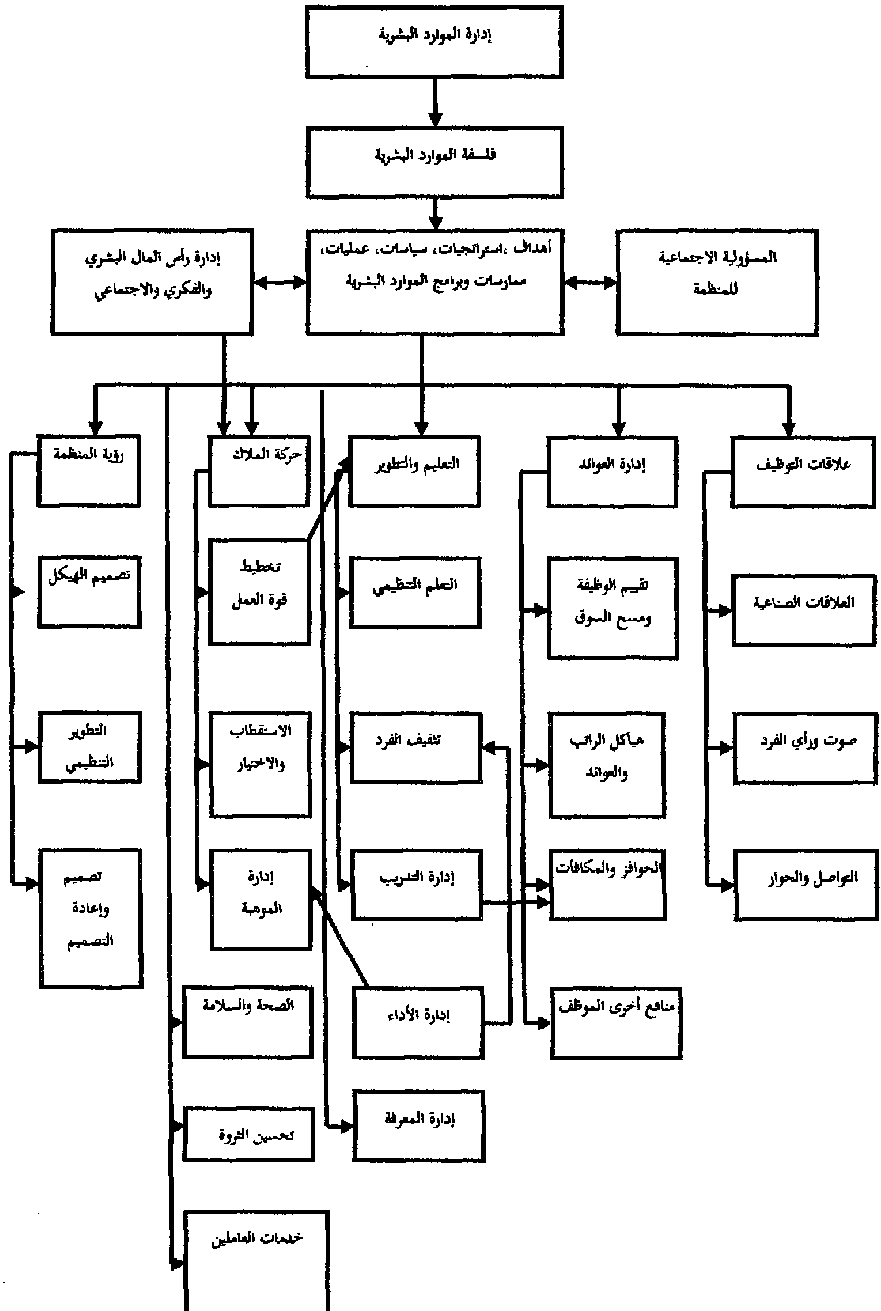 إدارة الموارد البشرية
فلسفة الموارد البشرية
المسؤولية الاجتماعية
للمنظمة
أهداف ،استراتجيات، سياسات، عمليات،
ممارسات وبرامج الموارد البشرية
إدارة رأس المال البشري
والفكري والاجتماعي
علاقات التوظيف
إدارة العوائد
التعليم والتطوير
حركة الملاك
رؤية المنظمة
العلاقات الصناعية
تقييم الوظيفة
ومسح السوق
التعلم التنظيمي
تخطيط
قوة العمل
تصميم الهيكل
صوت ورأي الفرد
هياكل الراتب
والعوائد
تثقيف الفرد
الاستقطاب
والاختيار
التطوير
التنظيمي
التواصل والحوار
الحوافز والمكافآت
إدارة التدريب
إدارة
الموهبة
تصميم
وإعادة
التصميم
منافع أخرى الموظف
إدارة الأداء
الصحة والسلامة
إدارة المعرفة
تحسين الثروة
خدمات العاملين